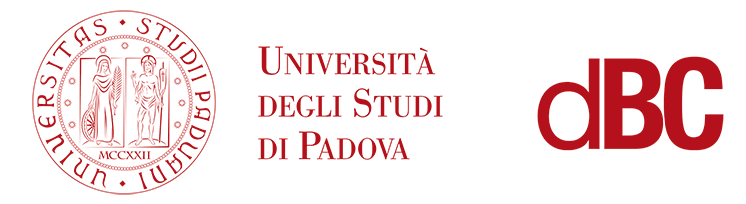 UNIVERSITAS • STUDII PADUANI •
MCCXXII
UNIVERSITÀ
DEGLI STUDI
DI PADOVA
dBC